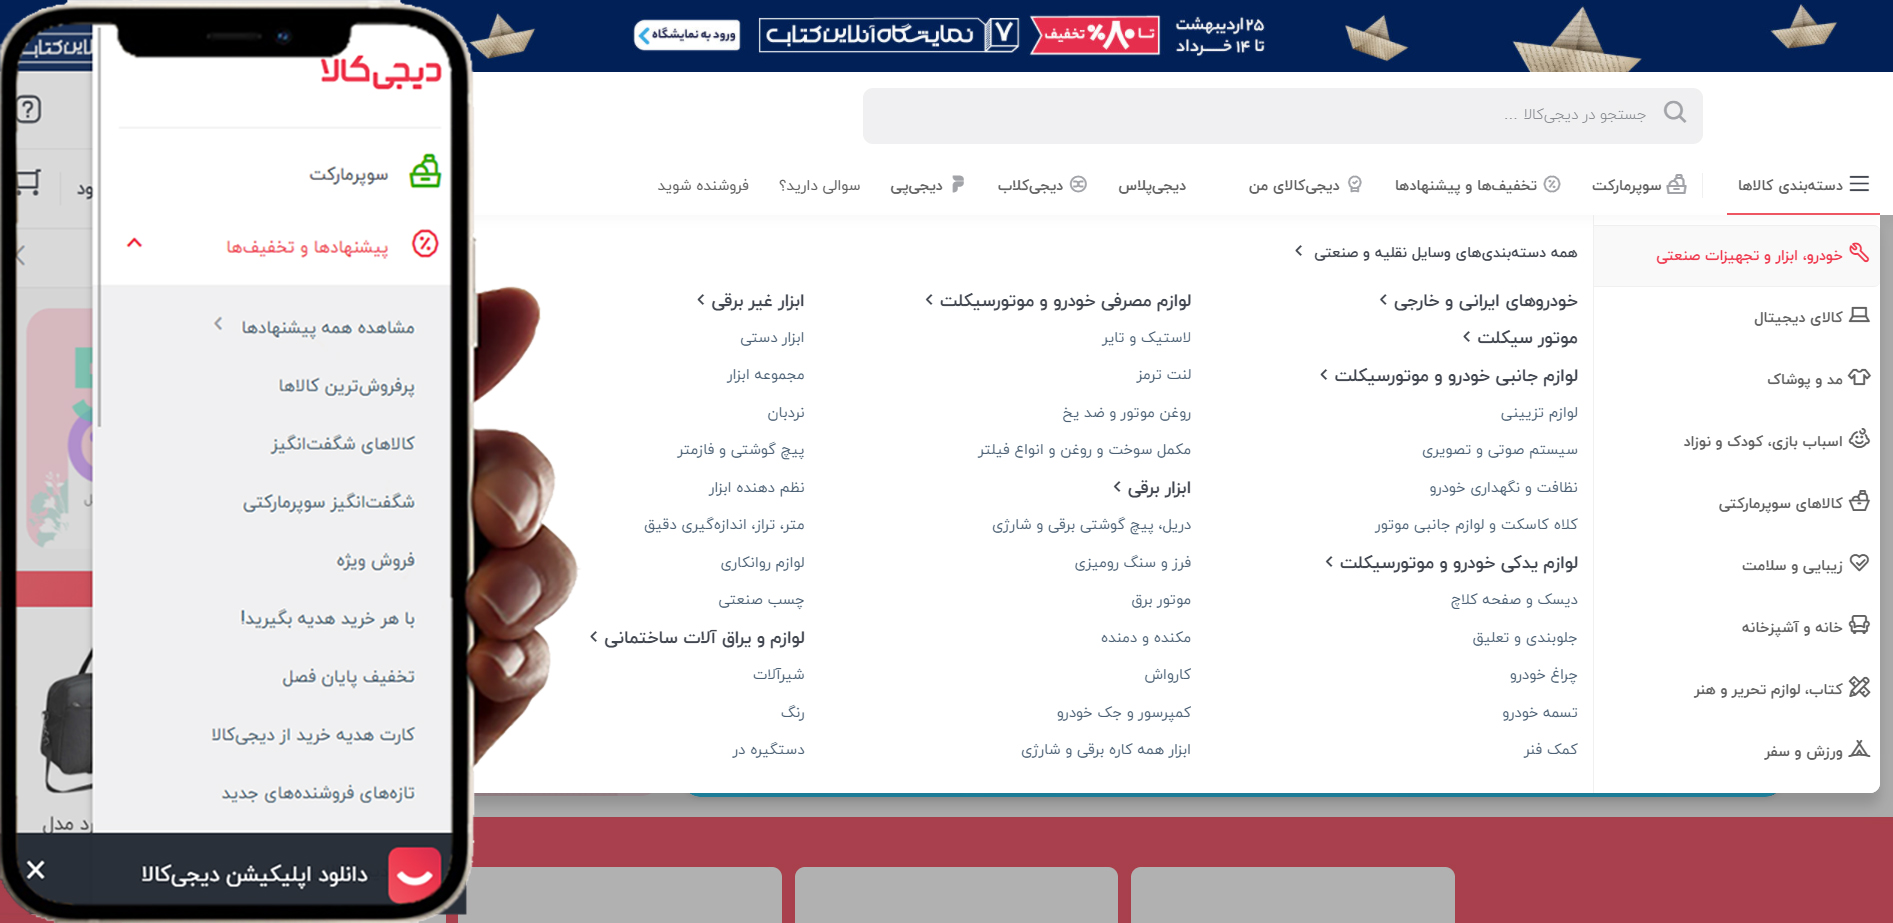 ۲۵ اردیبهشت
تا ۱۴ خـــرداد
تـا ۸۰٪ تخفیف
۷ نمایشگاه آنلاین کتاب
ورود به نمایشگاه
جستجو در دیجی‌کالا ...
دسته‌بندی کالاها
سوپرمارکت
تخفیف‌ها و پیشنهادها
دیجی‌کالای من
دیجی‌پلاس
دیجی‌کلاب
دیجی‌پی
سوالی دارید؟
فروشنده شوید
خودرو، ابزار و تجهیزات صنعتی
کالای دیجیتال
مد و پوشاک
اسباب بازی، کودک و نوزاد
کالاهای سوپرمارکتی
زیبایی و سلامت
خانه و آشپزخانه
کتاب، لوازم تحریر و هنر
ورزش و سفر
همه دسته‌بندی‌های وسایل نقلیه و صنعتی
خودروهای ایرانی و خارجی
موتور سیکلت
لوازم جانبی خودرو و موتورسیکلت
لوازم تزیینی
سیستم صوتی و تصویری
نظافت و نگهداری خودرو
کلاه کاسکت و لوازم جانبی موتور
لوازم یدکی خودرو و موتورسیکلت
دیسک و صفحه کلاچ
جلوبندی و تعلیق
چراغ خودرو
تسمه خودرو
کمک فنر
لوازم مصرفی خودرو و موتورسیکلت
لاستیک و تایر
لنت ترمز
روغن موتور و ضد یخ
مکمل سوخت و روغن و انواع فیلتر
ابزار برقی
دریل، پیچ گوشتی برقی و شارژی
فرز و سنگ رومیزی
موتور برق
مکنده و دمنده
کارواش
کمپرسور و جک خودرو
ابزار همه کاره برقی و شارژی
ابزار غیر برقی
ابزار دستی
مجموعه ابزار
نردبان
پیچ گوشتی و فازمتر
نظم دهنده ابزار
متر، تراز، اندازه‌گیری دقیق
لوازم روانکاری
چسب صنعتی
لوازم و یراق آلات ساختمانی
شیرآلات
رنگ
دستگیره در
دیجی‌کالا
سوپرمارکت
پیشنهادها و تخفیف‌ها
مشاهده همه پیشنهادها
پرفروش‌ترین کالاها
کالاهای شگفت‌انگیز
شگفت‌انگیز سوپرمارکتی
فروش ویژه
با هر خرید هدیه بگیرید!
تخفیف پایان فصل
کارت هدیه خرید از دیجی‌کالا
تازه‌های فروشنده‌های جدید
دانلود اپلیکیشن دیجی‌کالا